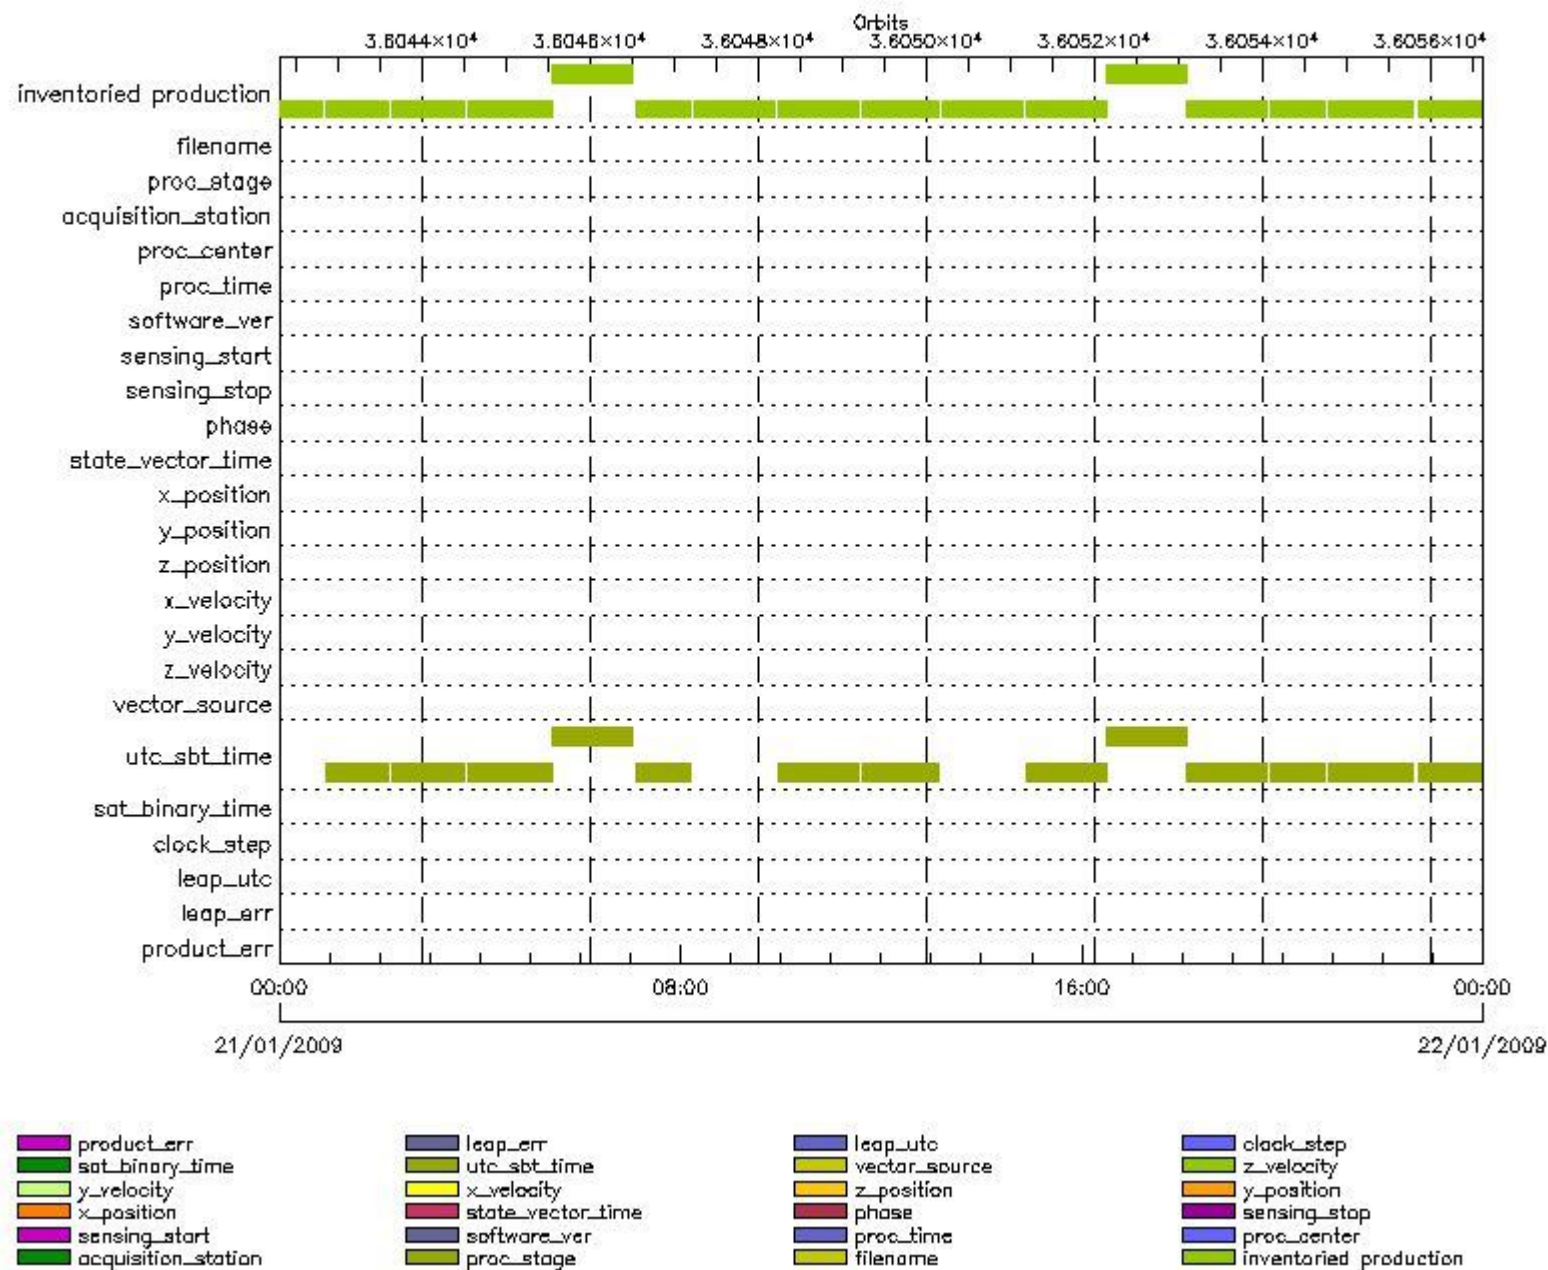 Orbits
3.6044×10⁴ 3.6046×10⁴ 3.6048×10⁴ 3.6050×10⁴ 3.6052×10⁴ 3.6054×10⁴ 3.6056×10⁴
inventoried production
filename
proc_stage
acquisition_station
proc_center
proc_time
software_ver
sensing_start
sensing_stop
phase
state_vector_time
x_position
y_position
z_position
x_velocity
y_velocity
z_velocity
vector_source
utc_sbt_time
sat_binary_time
clock_step
leap_utc
leap_err
product_err
00:00 08:00 16:00 00:00
21/01/2009 22/01/2009
product_err leap_err leap_utc clock_step
sat_binary_time utc_sbt_time vector_source z_velocity
y_velocity x_velocity z_position y_position
x_position state_vector_time phase sensing_stop
sensing_start software_ver proc_time proc_center
acquisition_station proc_stage filename inventoried production